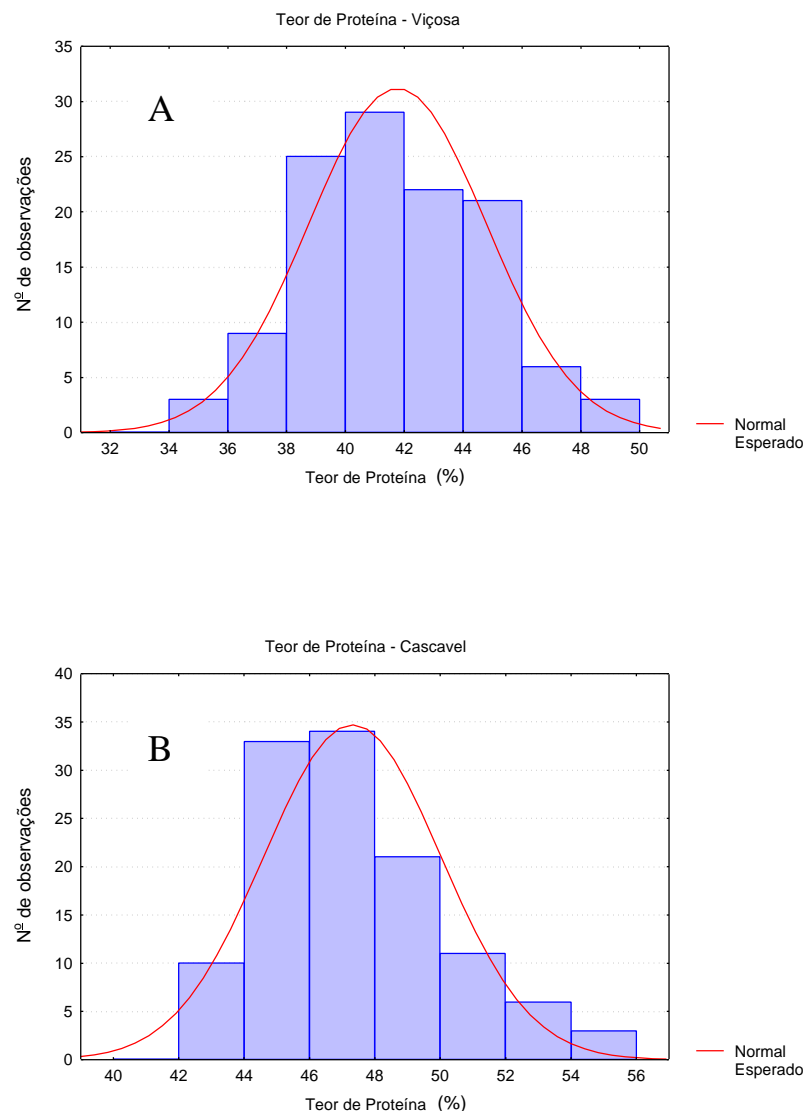 Teor de Proteína - Viçosa
A
35
30
25
20
15
10
5
0
Nº de observações
32 34 36 38 40 42 44 46 48 50
Teor de Proteína (%)
Normal
Esperado
Teor de Proteína - Cascavel
B
40
35
30
25
20
15
10
5
0
Nº de observações
40 42 44 46 48 50 52 54 56
Teor de Proteína (%)
Normal
Esperado